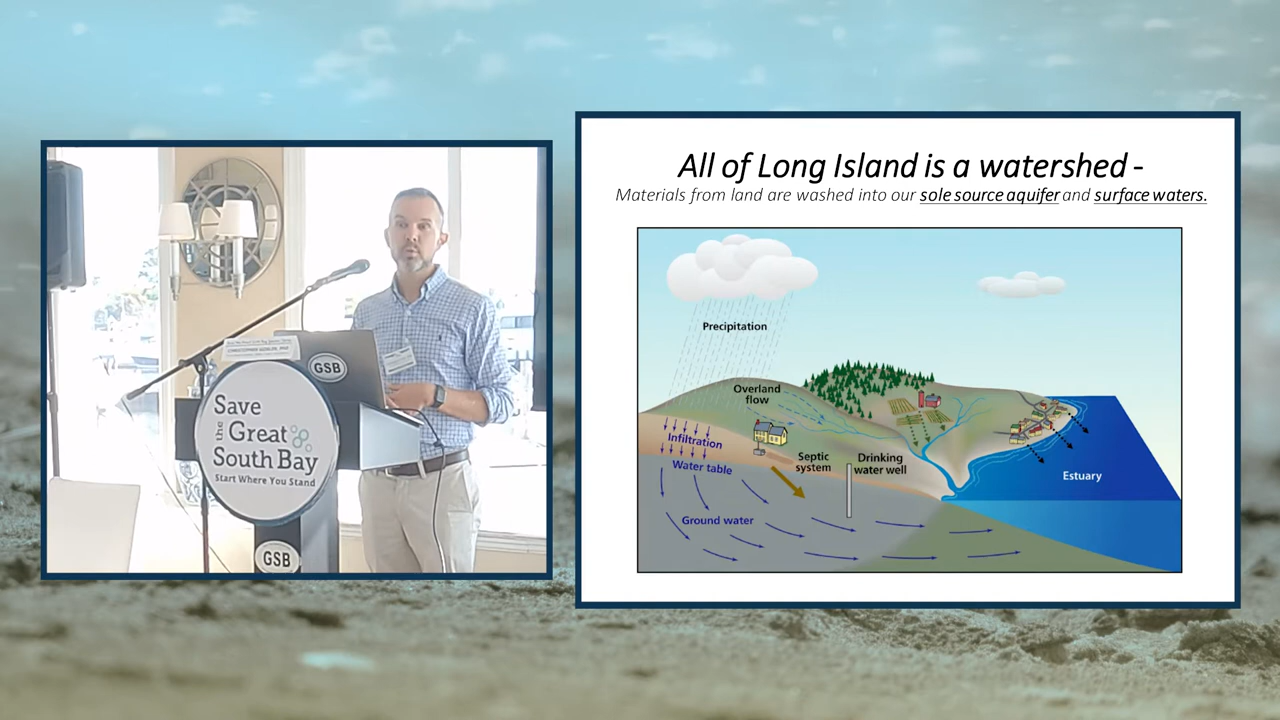 GSB
Save
the
Great
South Bay
Start Where You Stand
GSB
All of Long Island is a watershed -
Materials from land are washed into our sole source aquifer and surface waters.
Precipitation
Overland
flow
Infiltration
Water table
Septic
system
Drinking
water well
Ground water
Estuary